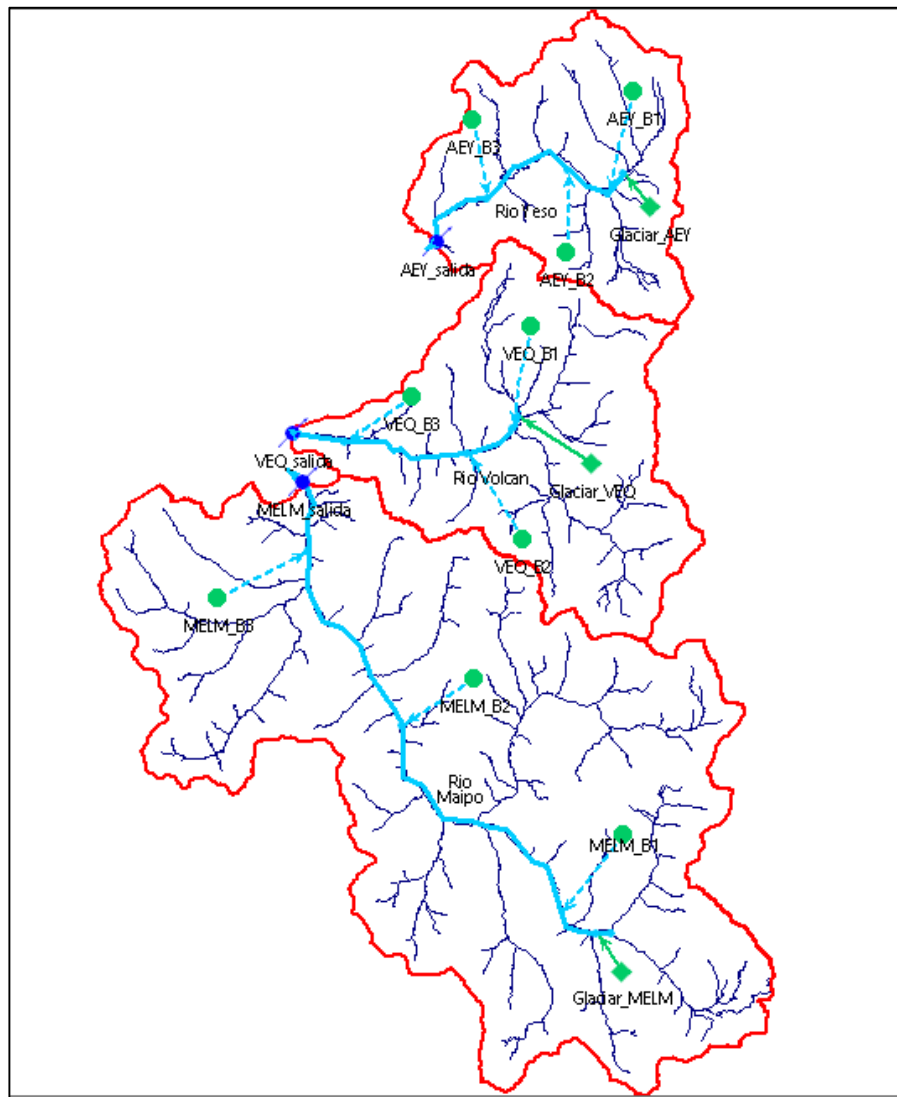 AEY_B1
AEY_B3
Rio Yeso
Glaciar_AEY
AEY_salida
AEY_B2
VEQ_B1
VEQ_B3
VEQ_salida
Rio Volcan
Glaciar_VEQ
MELM_salida
VEQ_B2
MELM_B3
MELM_B2
Rio
Maipo
MELM_B1
Glaciar_MELM